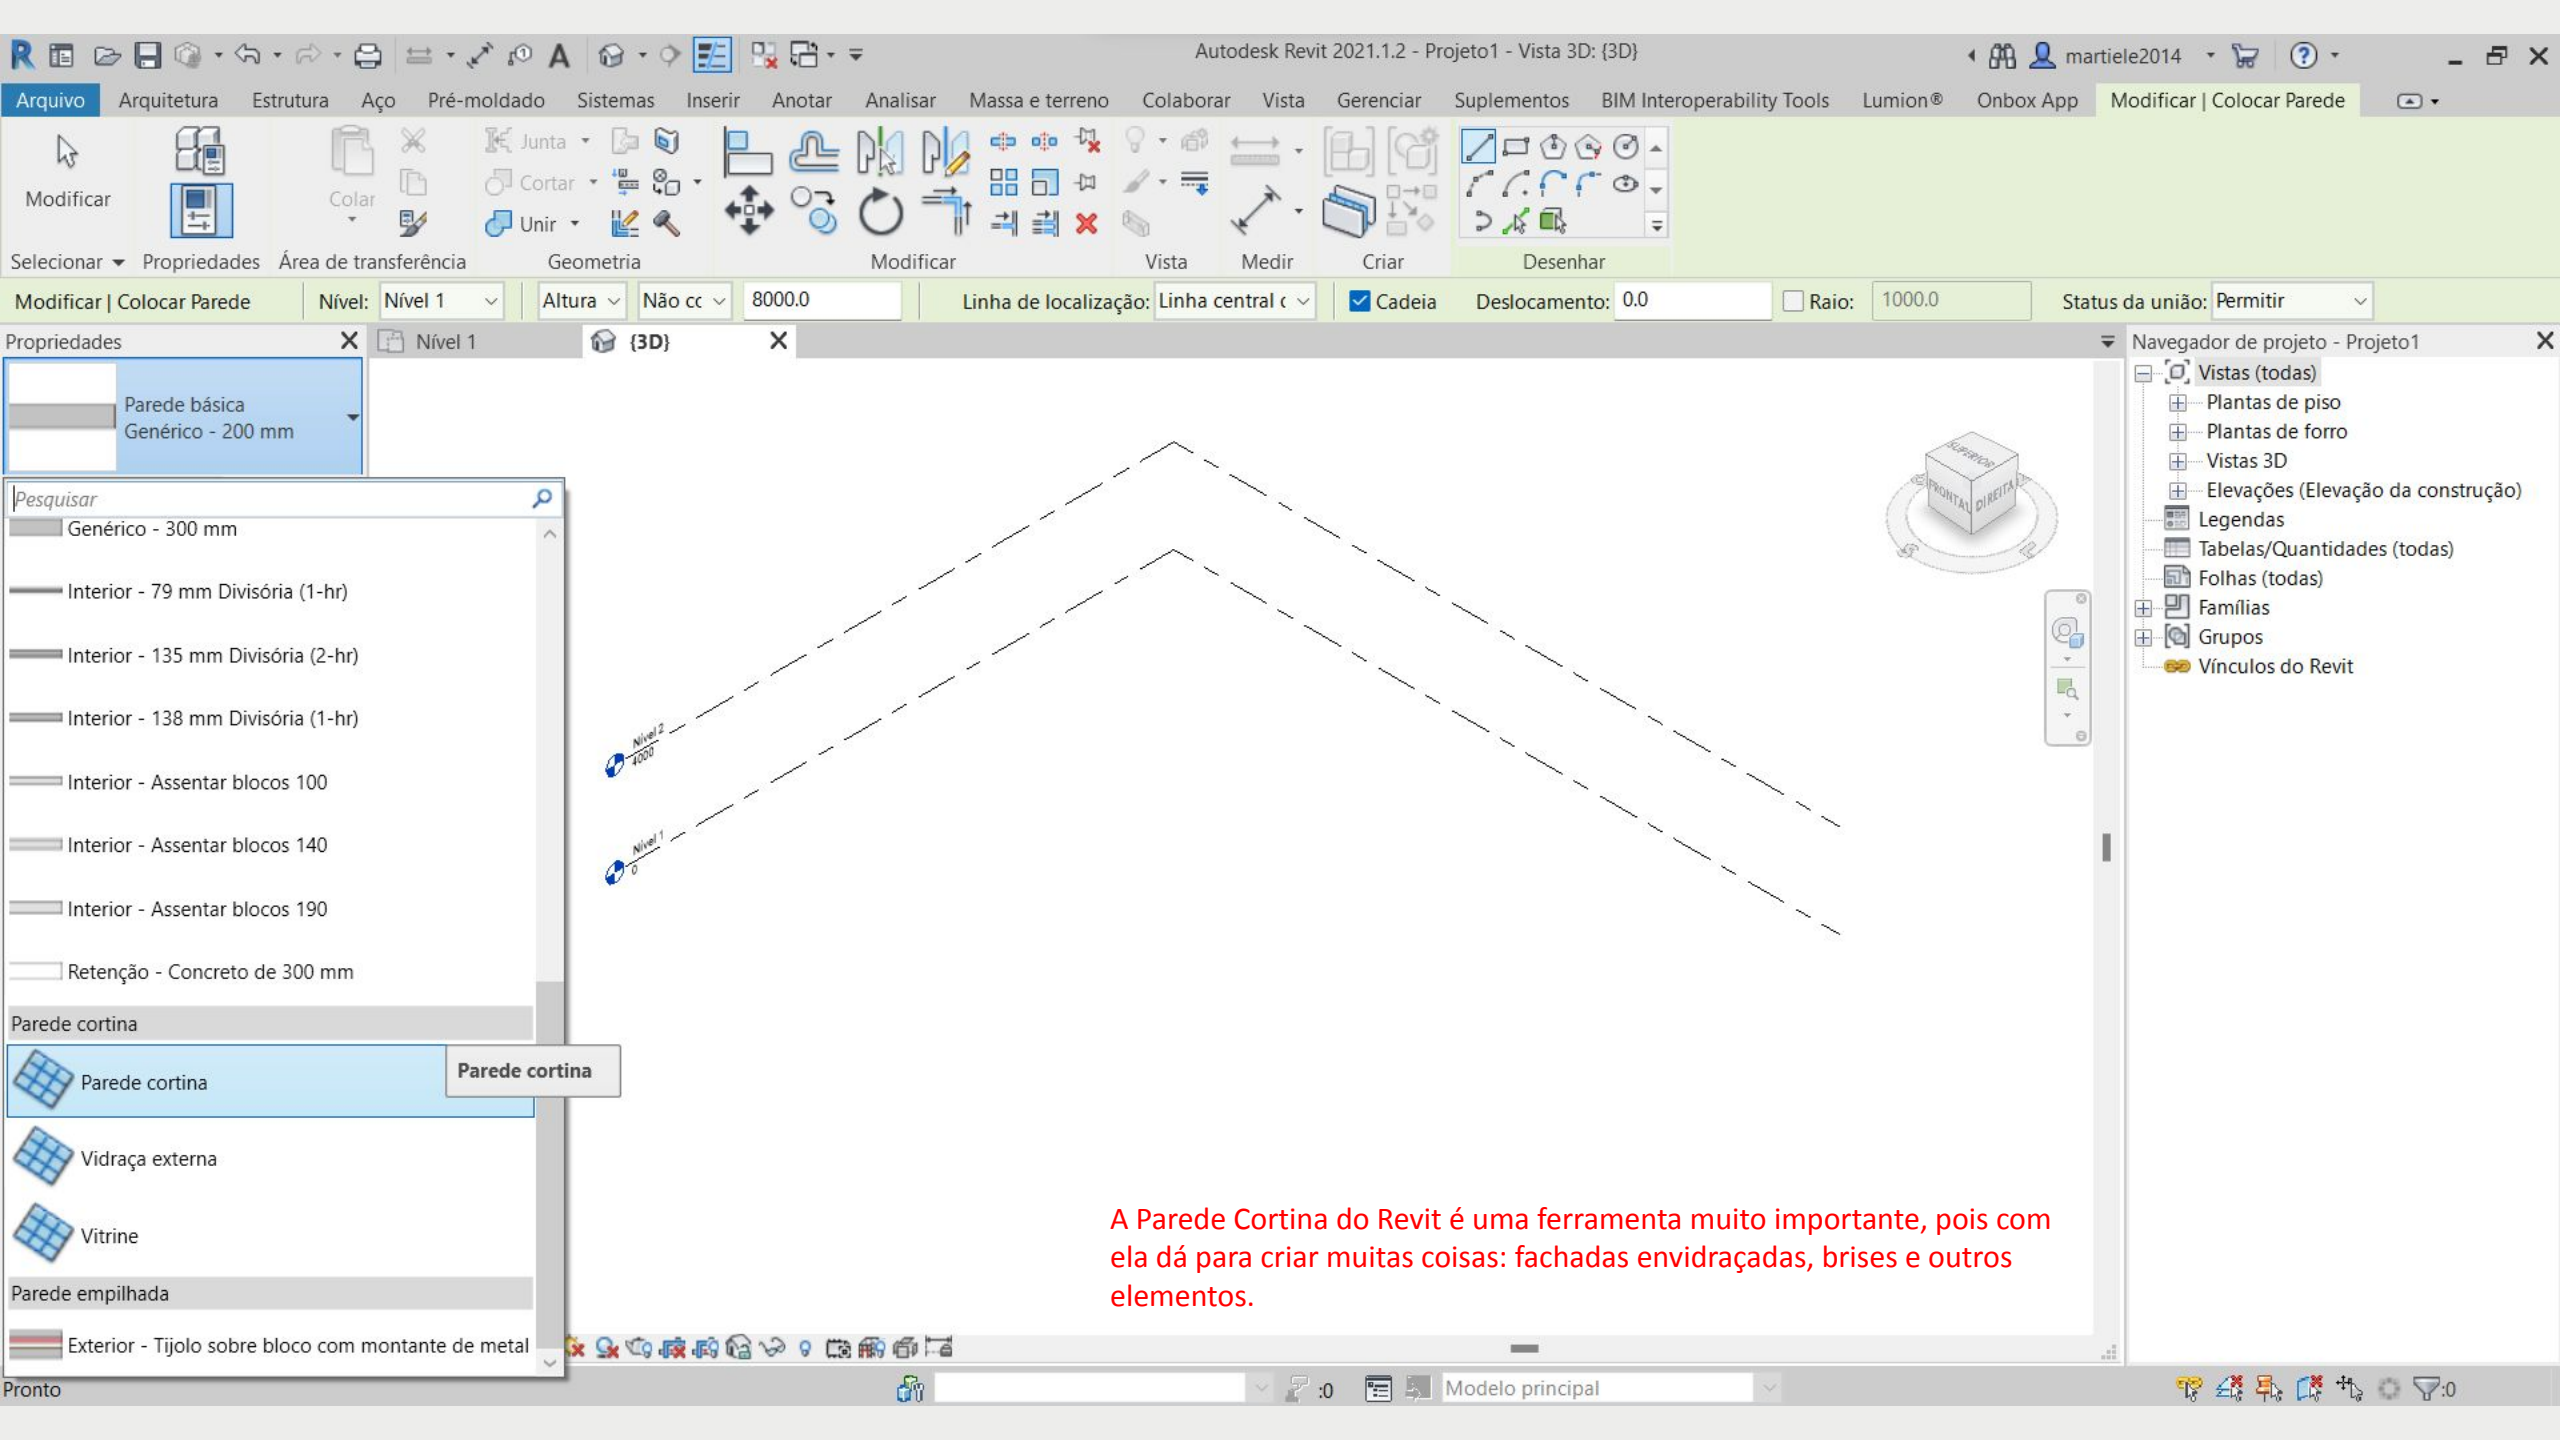 Autodesk Revit 2021.1.2 - Projeto1 - Vista 3D: {3D}
martiele2014
Arquivo Arquitetura Estrutura Aço Pré-moldado Sistemas Inserir Anotar Analisar Massa e terreno Colaborar Vista Gerenciar Suplementos BIM Interoperability Tools Lumion® Onbox App Modificar | Colocar Parede
Junta
Cortar
Modificar
Colar
Unir
Selecionar Propriedades Área de transferência Geometria Modificar Vista Medir Criar Desenhar
Modificar | Colocar Parede Nível: Nível 1 Altura Não cc 8000.0 Linha de localização: Linha central c Cadeia Deslocamento: 0.0 Raio: 1000.0 Status da união: Permitir
Propriedades
Nível 1 {3D}
Navegador de projeto - Projeto1
Parede básica
Genérico - 200 mm
Pesquisar
Genérico - 300 mm
Interior - 79 mm Divisória (1-hr)
Interior - 135 mm Divisória (2-hr)
Interior - 138 mm Divisória (1-hr)
Interior - Assentar blocos 100
Interior - Assentar blocos 140
Interior - Assentar blocos 190
Retenção - Concreto de 300 mm
Parede cortina
Parede cortina
Parede cortina
Vidraça externa
Vitrine
Parede empilhada
Exterior - Tijolo sobre bloco com montante de metal
Nível 2
4000
Nível 1
0
SUPERIOR
FRONTAL
DIREITA
Vistas (todas)
Plantas de piso
Plantas de forro
Vistas 3D
Elevações (Elevação da construção)
Legendas
Tabelas/Quantidades (todas)
Folhas (todas)
Famílias
Grupos
Vínculos do Revit
A Parede Cortina do Revit é uma ferramenta muito importante, pois com
ela dá para criar muitas coisas: fachadas envidraçadas, brises e outros
elementos.
Pronto
:0
Modelo principal
:0